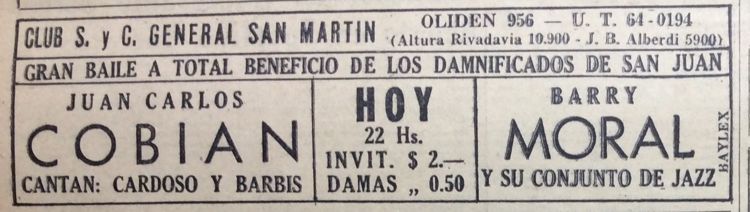 CLUB S. y C. GENERAL SAN MARTIN
OLIDEN 956 — U. T. 64-0194
(Altura Rivadavia 10.900 - J. B. Alberdi 5900)
GRAN BAILE A TOTAL BENEFICIO DE LOS DAMNIFICADOS DE SAN JUAN
JUAN CARLOS
COBIAN
CANTAN: CARDOSO Y BARBIS
HOY
22 Hs.
INVIT. $ 2.—
DAMAS „ 0.50
BARRY
MORAL
Y SU CONJUNTO DE JAZZ
BAYLEX